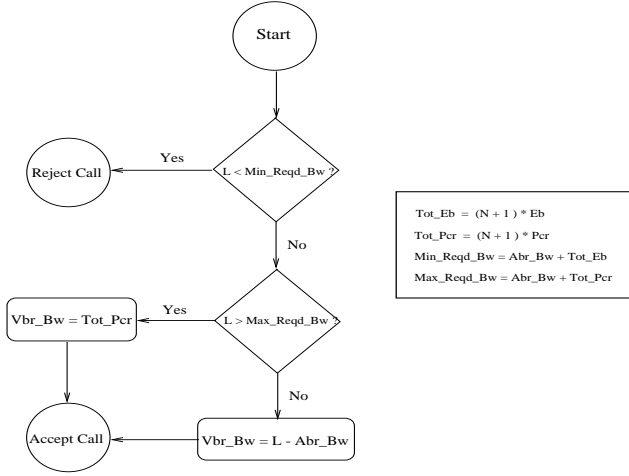 Start
L < Min_Reqd_Bw ?
Yes
Reject Call
No
L > Max_Reqd_Bw ?
Yes
Vbr_Bw = Tot_Pcr
No
Vbr_Bw = L - Abr_Bw
Accept Call
Tot_Eb = (N + 1 ) * Eb
Tot_Pcr = (N + 1 ) * Pcr
Min_Reqd_Bw = Abr_Bw + Tot_Eb
Max_Reqd_Bw = Abr_Bw + Tot_Pcr